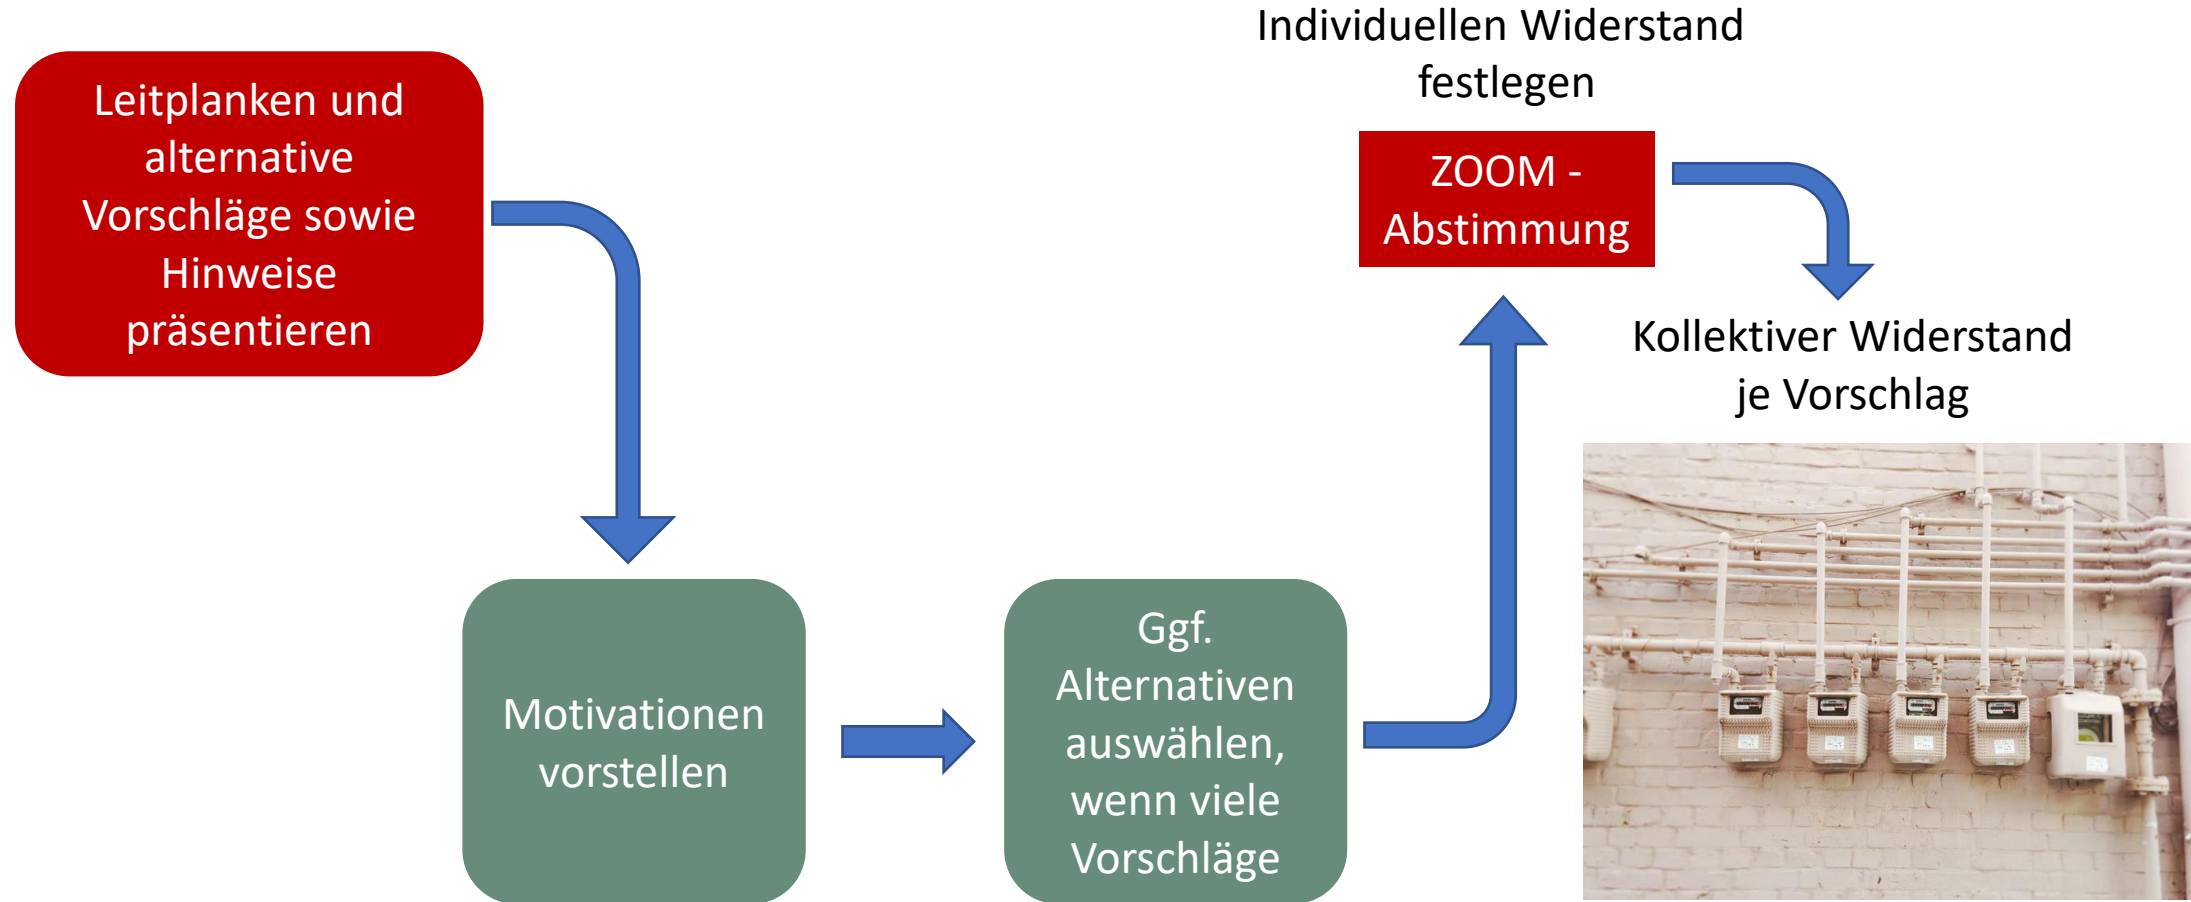 Leitplanken und
alternative
Vorschläge sowie
Hinweise
präsentieren
Motivationen
vorstellen
Ggf.
Alternativen
auswählen,
wenn viele
Vorschläge
Individuellen Widerstand
festlegen
ZOOM -
Abstimmung
Kollektiver Widerstand
je Vorschlag